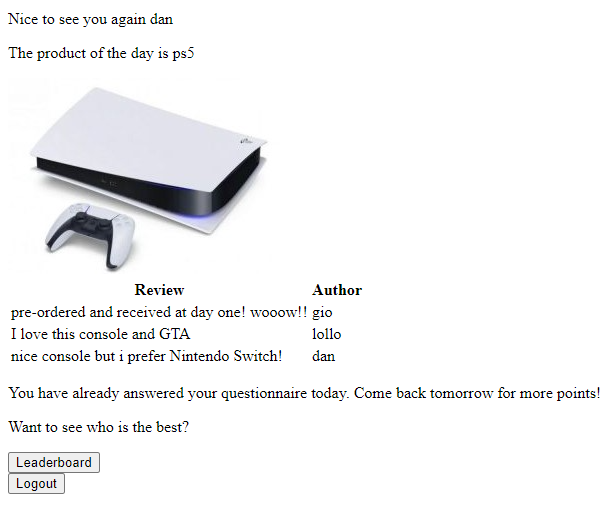 Nice to see you again dan
The product of the day is ps5
Review Author
pre-ordered and received at day one! wooow!! gio
I love this console and GTA lollo
nice console but i prefer Nintendo Switch! dan
You have already answered your questionnaire today. Come back tomorrow for more points!
Want to see who is the best?
Leaderboard
Logout